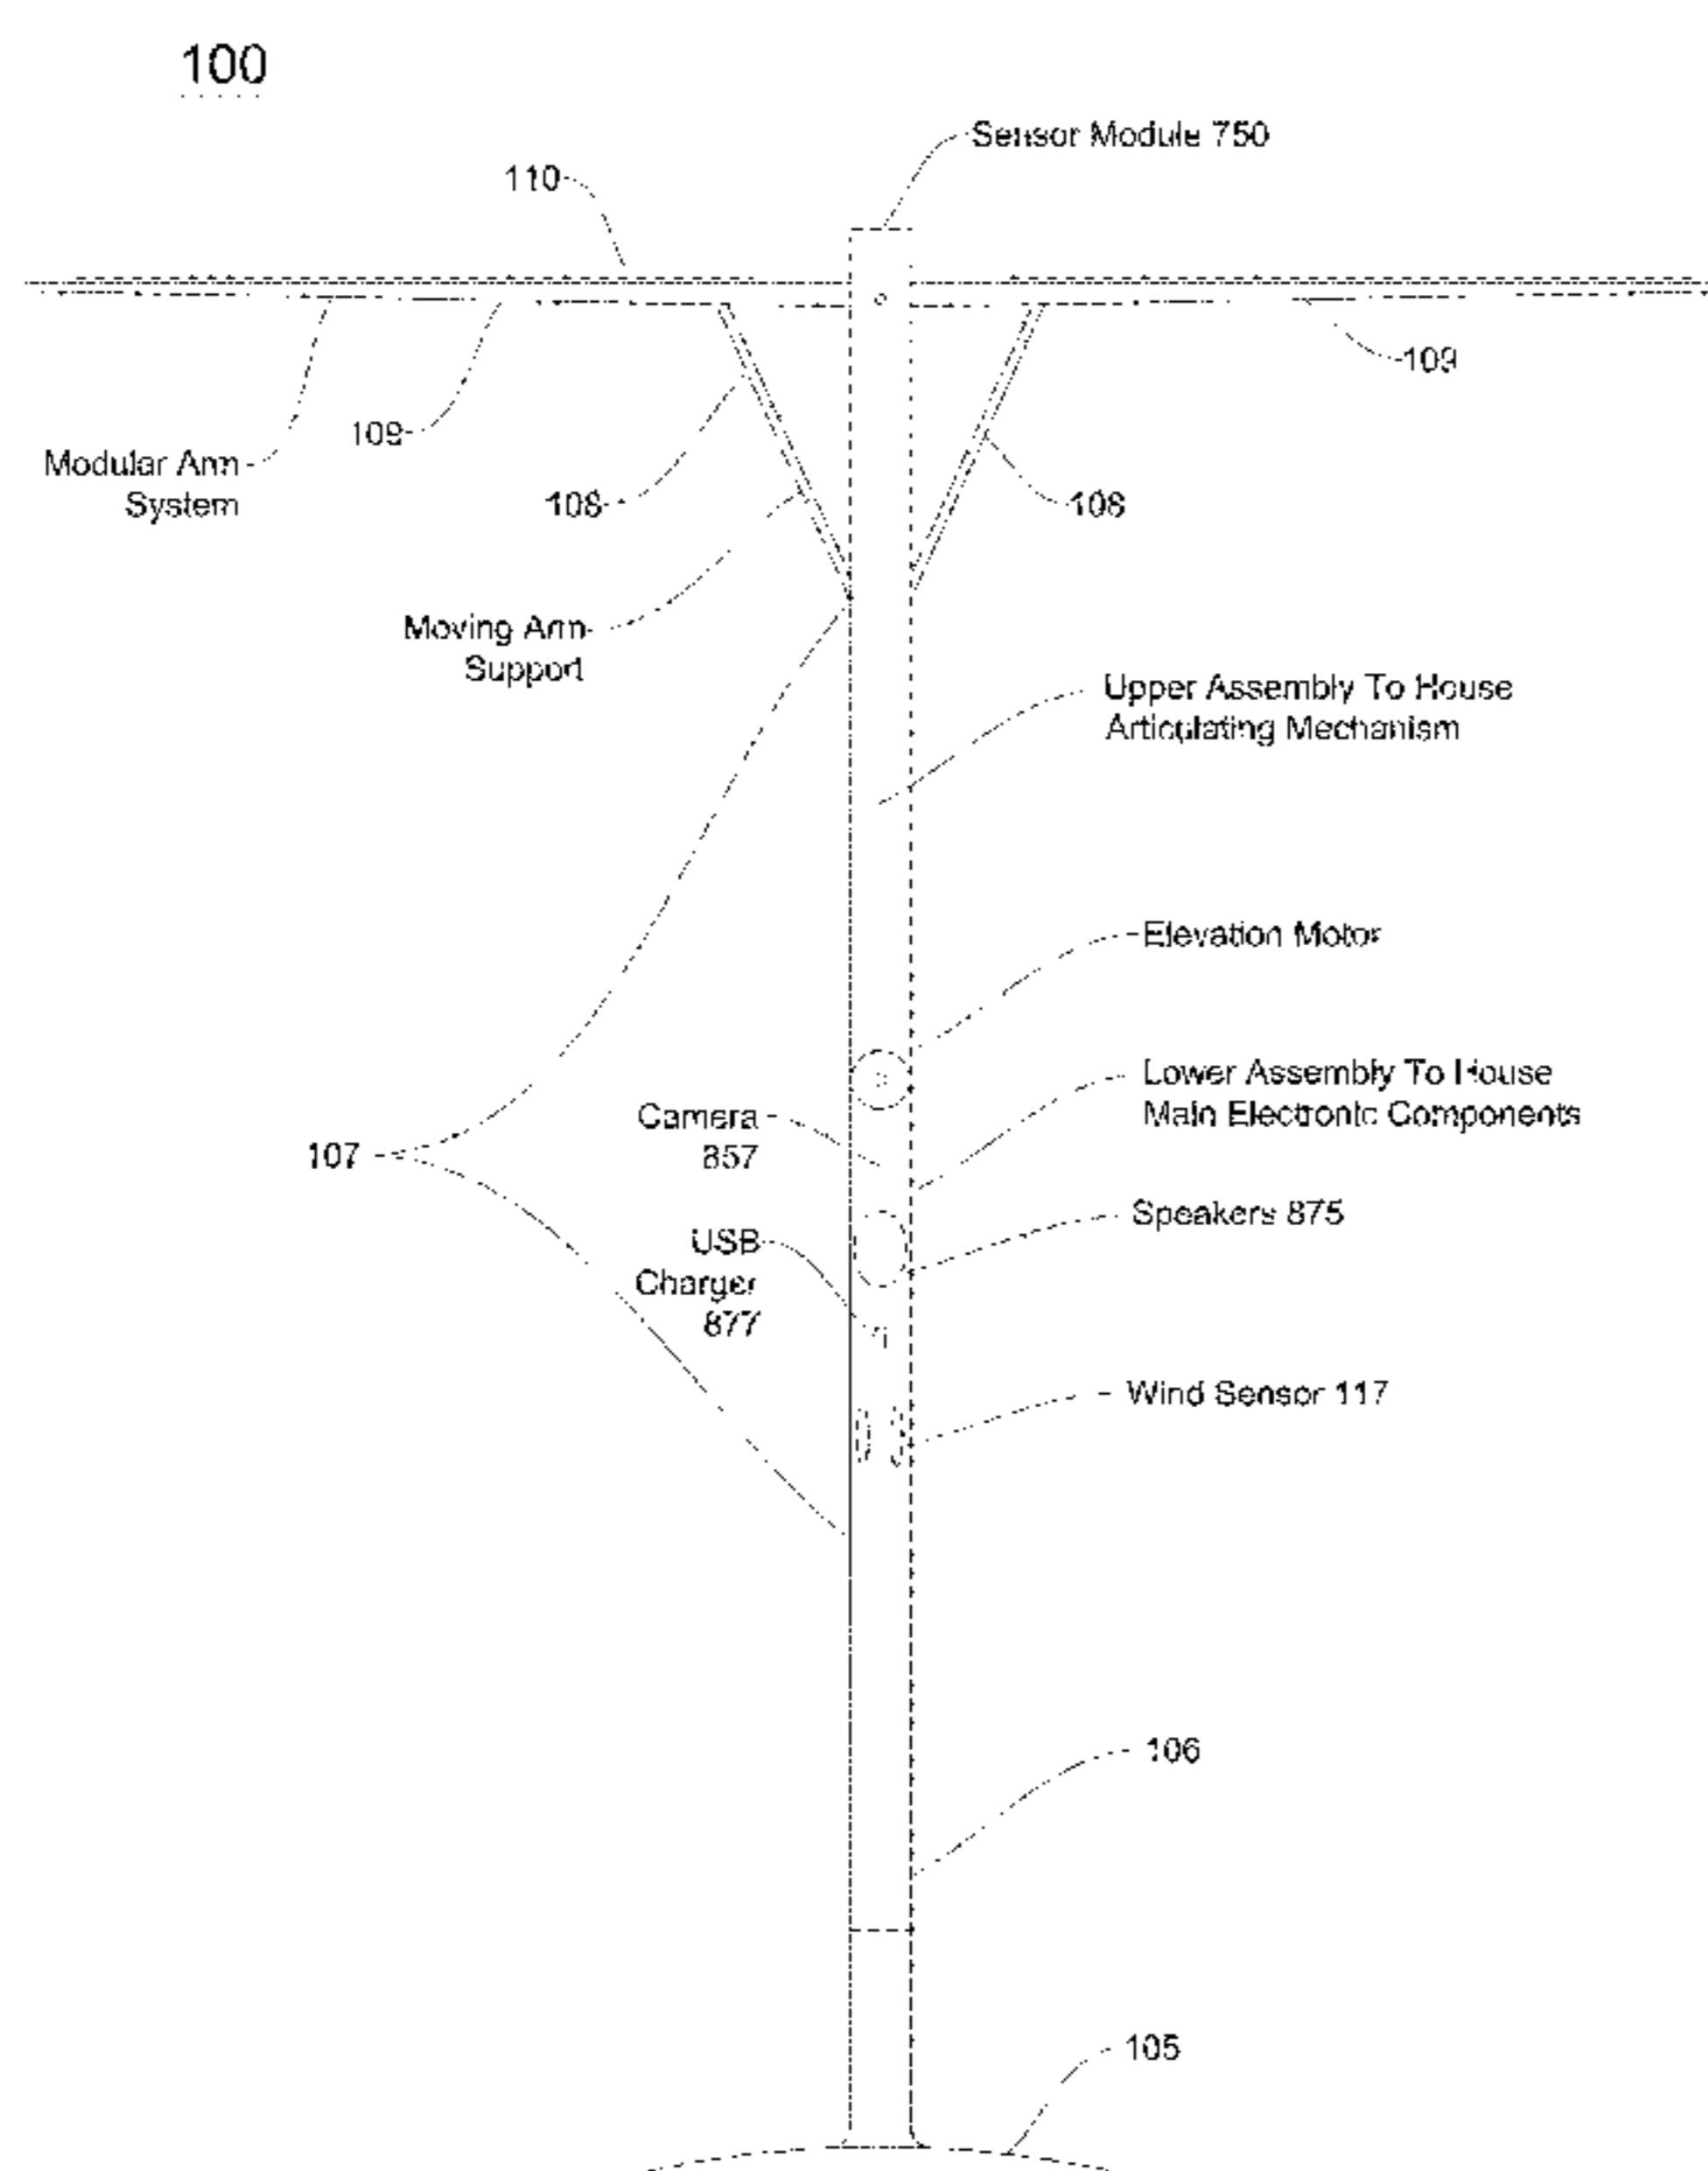 100
Sensor Module 750
110
109
109
Modular Arm
System
108
108
Moving Arm
Support
Upper Assembly To House
Articulating Mechanism
Elevation Motor
Lower Assembly To House
Main Electronic Components
Camera
857
107
Speakers 875
USB
Charger
877
Wind Sensor 117
106
105